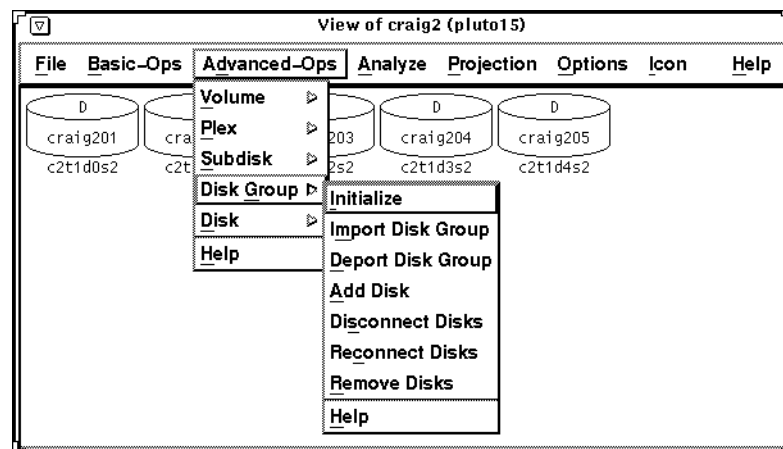 View of craig2 (pluto15)
File Basic-Ops Advanced-Ops Analyze Projection Options Icon Help
Volume
Plex
Subdisk
Disk Group
Disk
Help
Initialize
Import Disk Group
Deport Disk Group
Add Disk
Disconnect Disks
Reconnect Disks
Remove Disks
Help
D D D
craig201 cra 203 craig204 craig205
c2t1d0s2 c2t 2s2 c2t1d3s2 c2t1d4s2